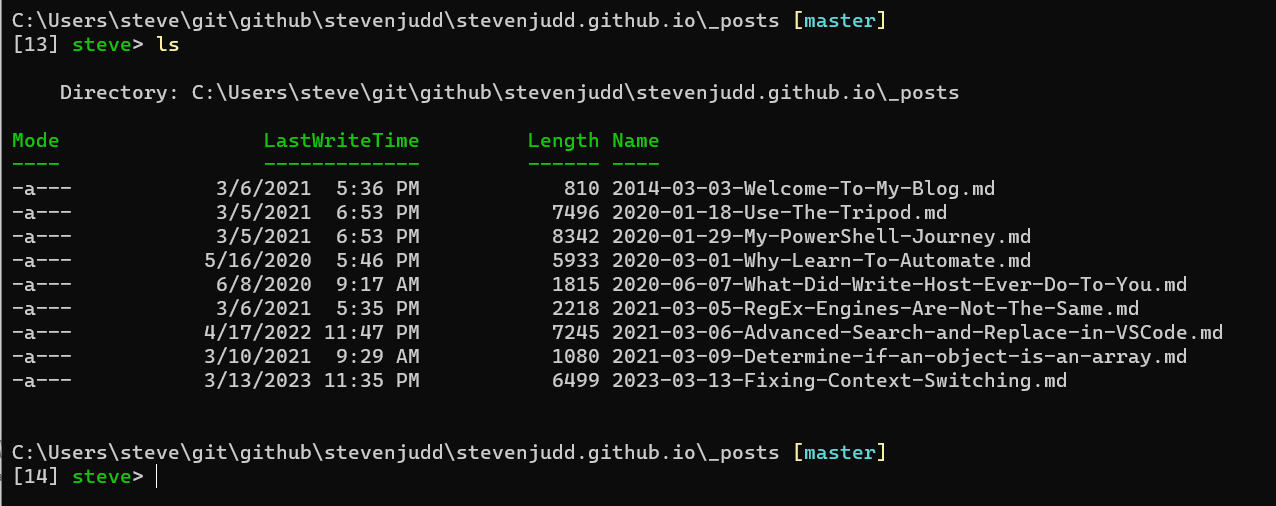 C:\Users\steve\git\github\stevenjudd\stevenjudd.github.io\_posts [master]
[13] steve> ls
Directory: C:\Users\steve\git\github\stevenjudd\stevenjudd.github.io\_posts
Mode                 LastWriteTime         Length Name
----                 -------------         ------ ----
-a---            3/6/2021  5:36 PM            810 2014-03-03-Welcome-To-My-Blog.md
-a---            3/5/2021  6:53 PM           7496 2020-01-18-Use-The-Tripod.md
-a---            3/5/2021  6:53 PM           8342 2020-01-29-My-PowerShell-Journey.md
-a---           5/16/2020  5:46 PM           5933 2020-03-01-Why-Learn-To-Automate.md
-a---            6/8/2020  9:17 AM           1815 2020-06-07-What-Did-Write-Host-Ever-Do-To-You.md
-a---            3/6/2021  5:35 PM           2218 2021-03-05-RegEx-Engines-Are-Not-The-Same.md
-a---           4/17/2022 11:47 PM           7245 2021-03-06-Advanced-Search-and-Replace-in-VSCode.md
-a---           3/10/2021  9:29 AM           1080 2021-03-09-Determine-if-an-object-is-an-array.md
-a---           3/13/2023 11:35 PM           6499 2023-03-13-Fixing-Context-Switching.md
C:\Users\steve\git\github\stevenjudd\stevenjudd.github.io\_posts [master]
[14] steve>